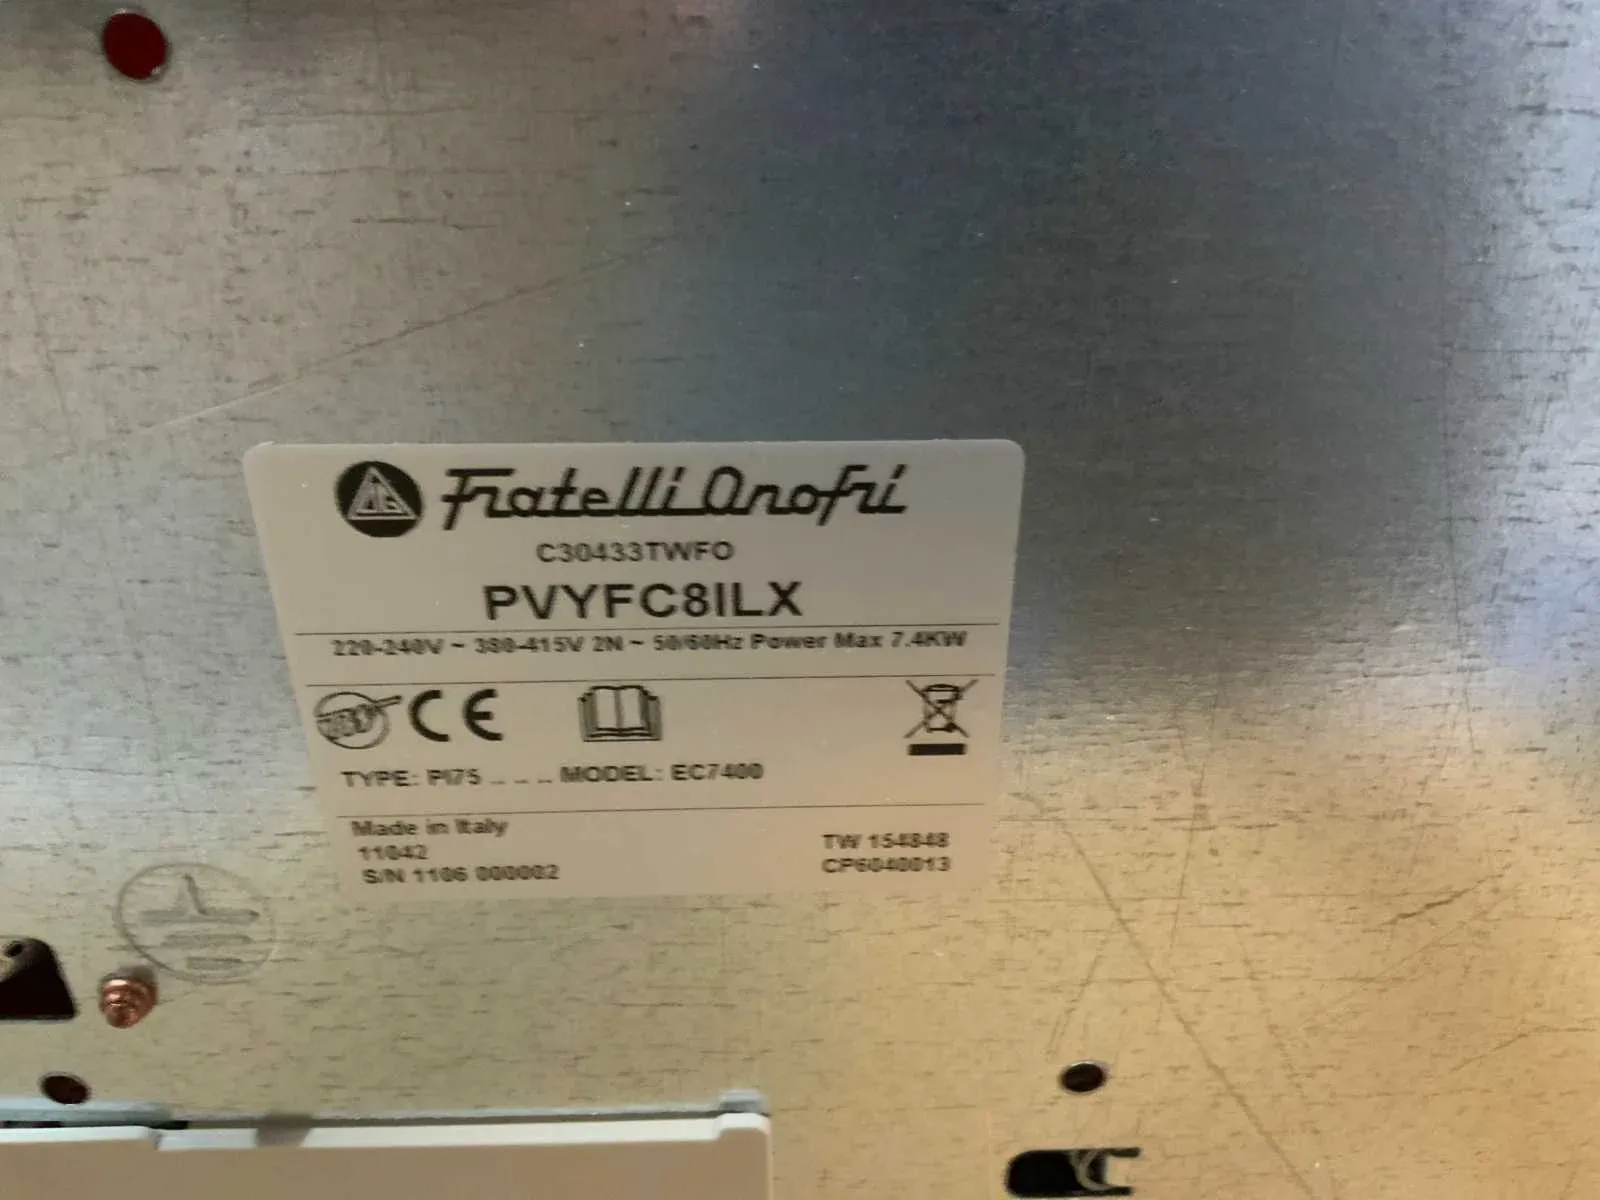 Fratelli Onofri
C30433TWFO
PVYFC8ILX
220-240V ~ 380-415V 2N ~ 50/60Hz Power Max 7.4KW
CE
TYPE: PI75 _ _ _ MODEL: EC7400
Made in Italy
11042
S/N 1106 000002
TW 154848
CP6040013